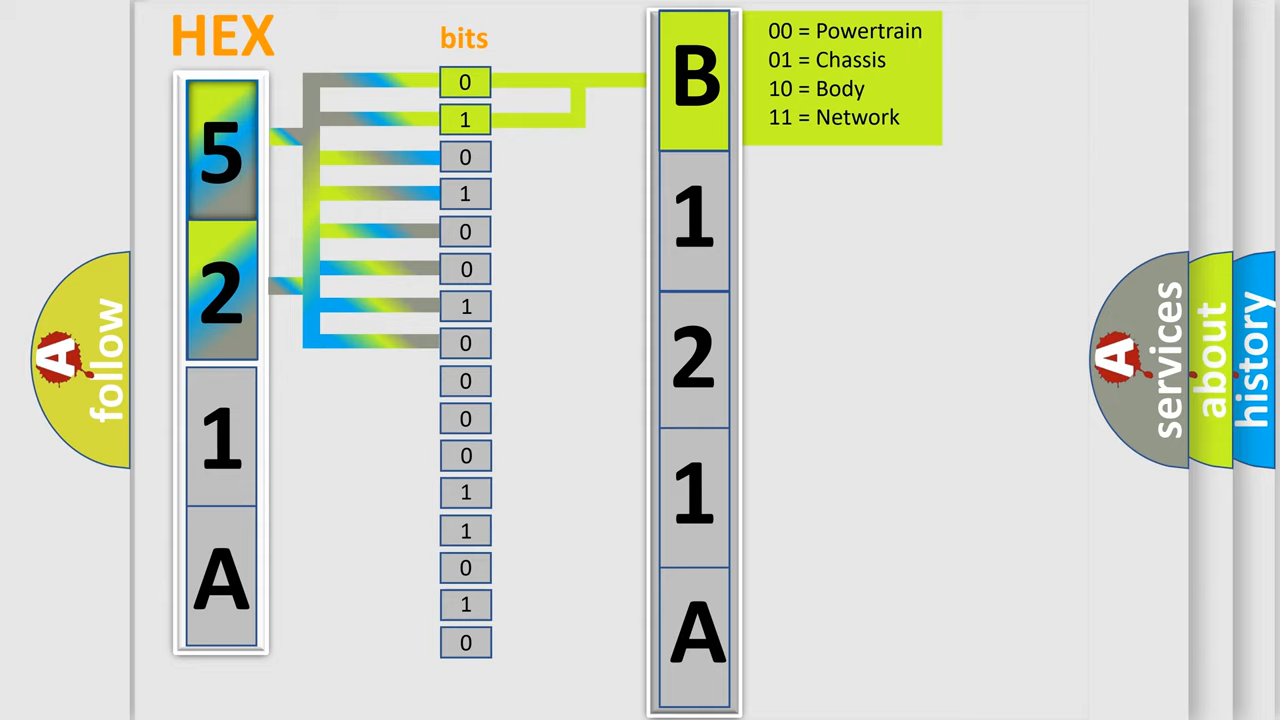 HEX
bits
5
2
1
A
0
1
0
1
0
0
1
0
0
0
0
1
1
0
1
0
B
1
2
1
A
00 = Powertrain
01 = Chassis
10 = Body
11 = Network
A follow
A services
about
history